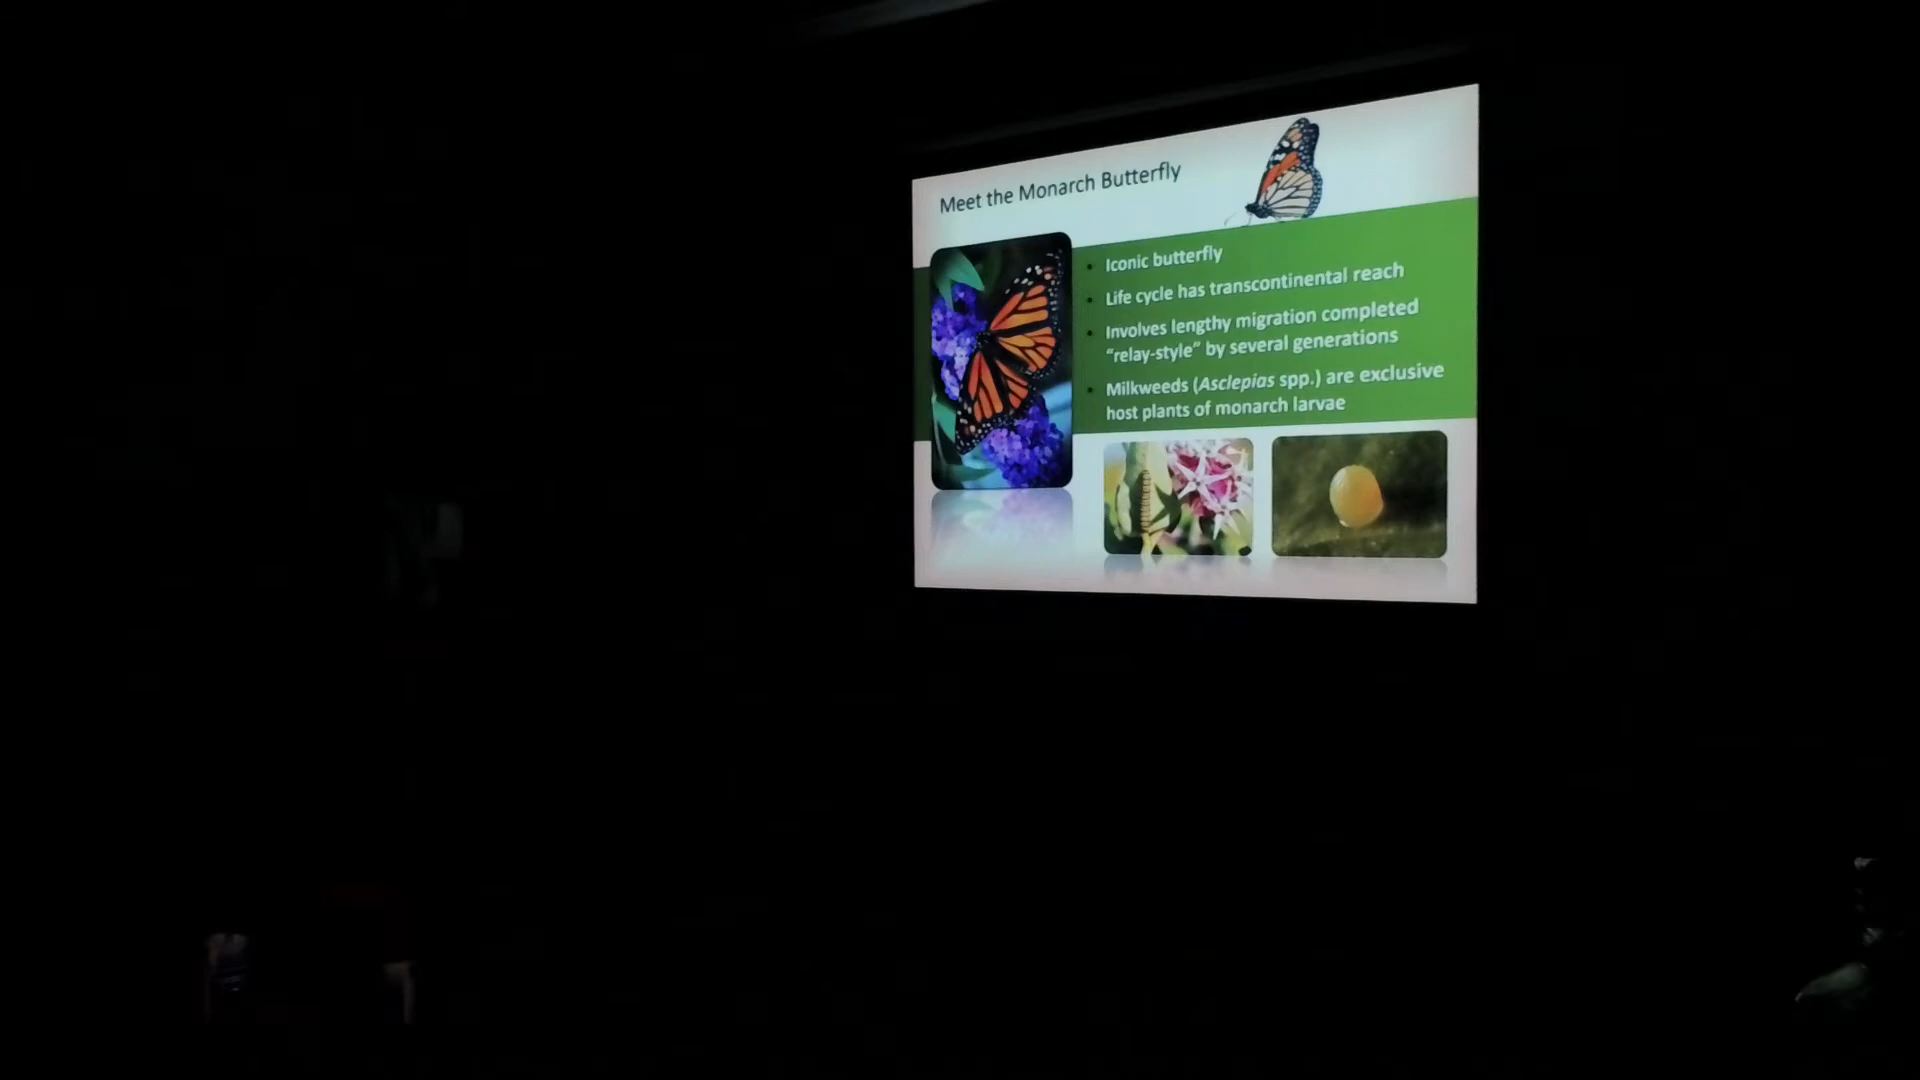 Meet the Monarch Butterfly
• Iconic butterfly
• Life cycle has transcontinental reach
• Involves lengthy migration completed
“relay-style” by several generations
• Milkweeds (Asclepias spp.) are exclusive
host plants of monarch larvae